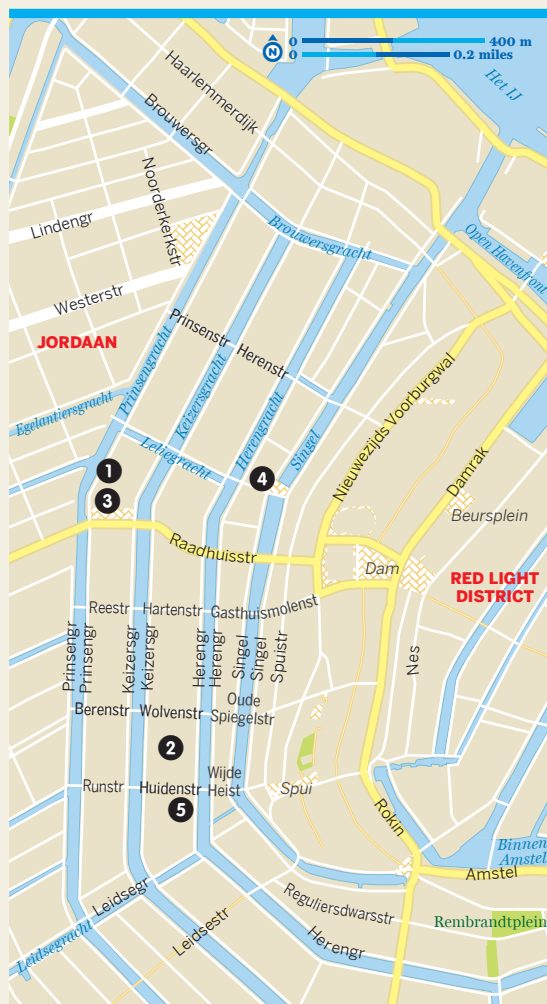 N
0
400 m
0
0.2 miles
Het IJ
Haarlemmerdijk
Brouwersgr
Noorderkerkstr
Lindengr
Brouwersgracht
Open Havenfront
Westerstr
JORDAAN
Prinsenstr
Herenstr
Prinsengracht
Keizersgracht
Herengracht
Singel
Nieuwezijds Voorburgwal
Egelantiersgracht
Leliegracht
Damrak
1
4
3
Beursplein
Raadhuisstr
Dam
RED LIGHT
DISTRICT
Reestr
Hartenstr
Gasthuismolenst
Prinsengr
Prinsengr
Keizersgr
Keizersgr
Herengr
Herengr
Singel
Singel
Spuistr
Nes
Oude
Spiegelstr
Berenstr
Wolvenstr
2
Wijde
Heist
Runstr
Huidenstr
Spui
5
Rokin
Binnen
Amstel
Amstel
Leidsegr
Reguliersdwarsstr
Leidsestr
Rembrandtplein
Herengr
Leidsegracht